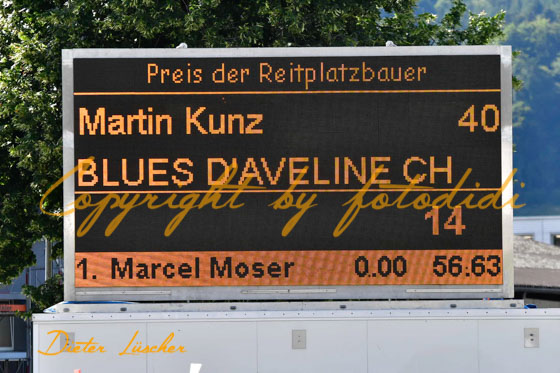 Preis der Reitplatzbauer
Martin Kunz 40
BLUES D'AVELINE CH
Copyright by fotodidi
14
1. Marcel Moser 0.00 56.63
Dieter Lüscher